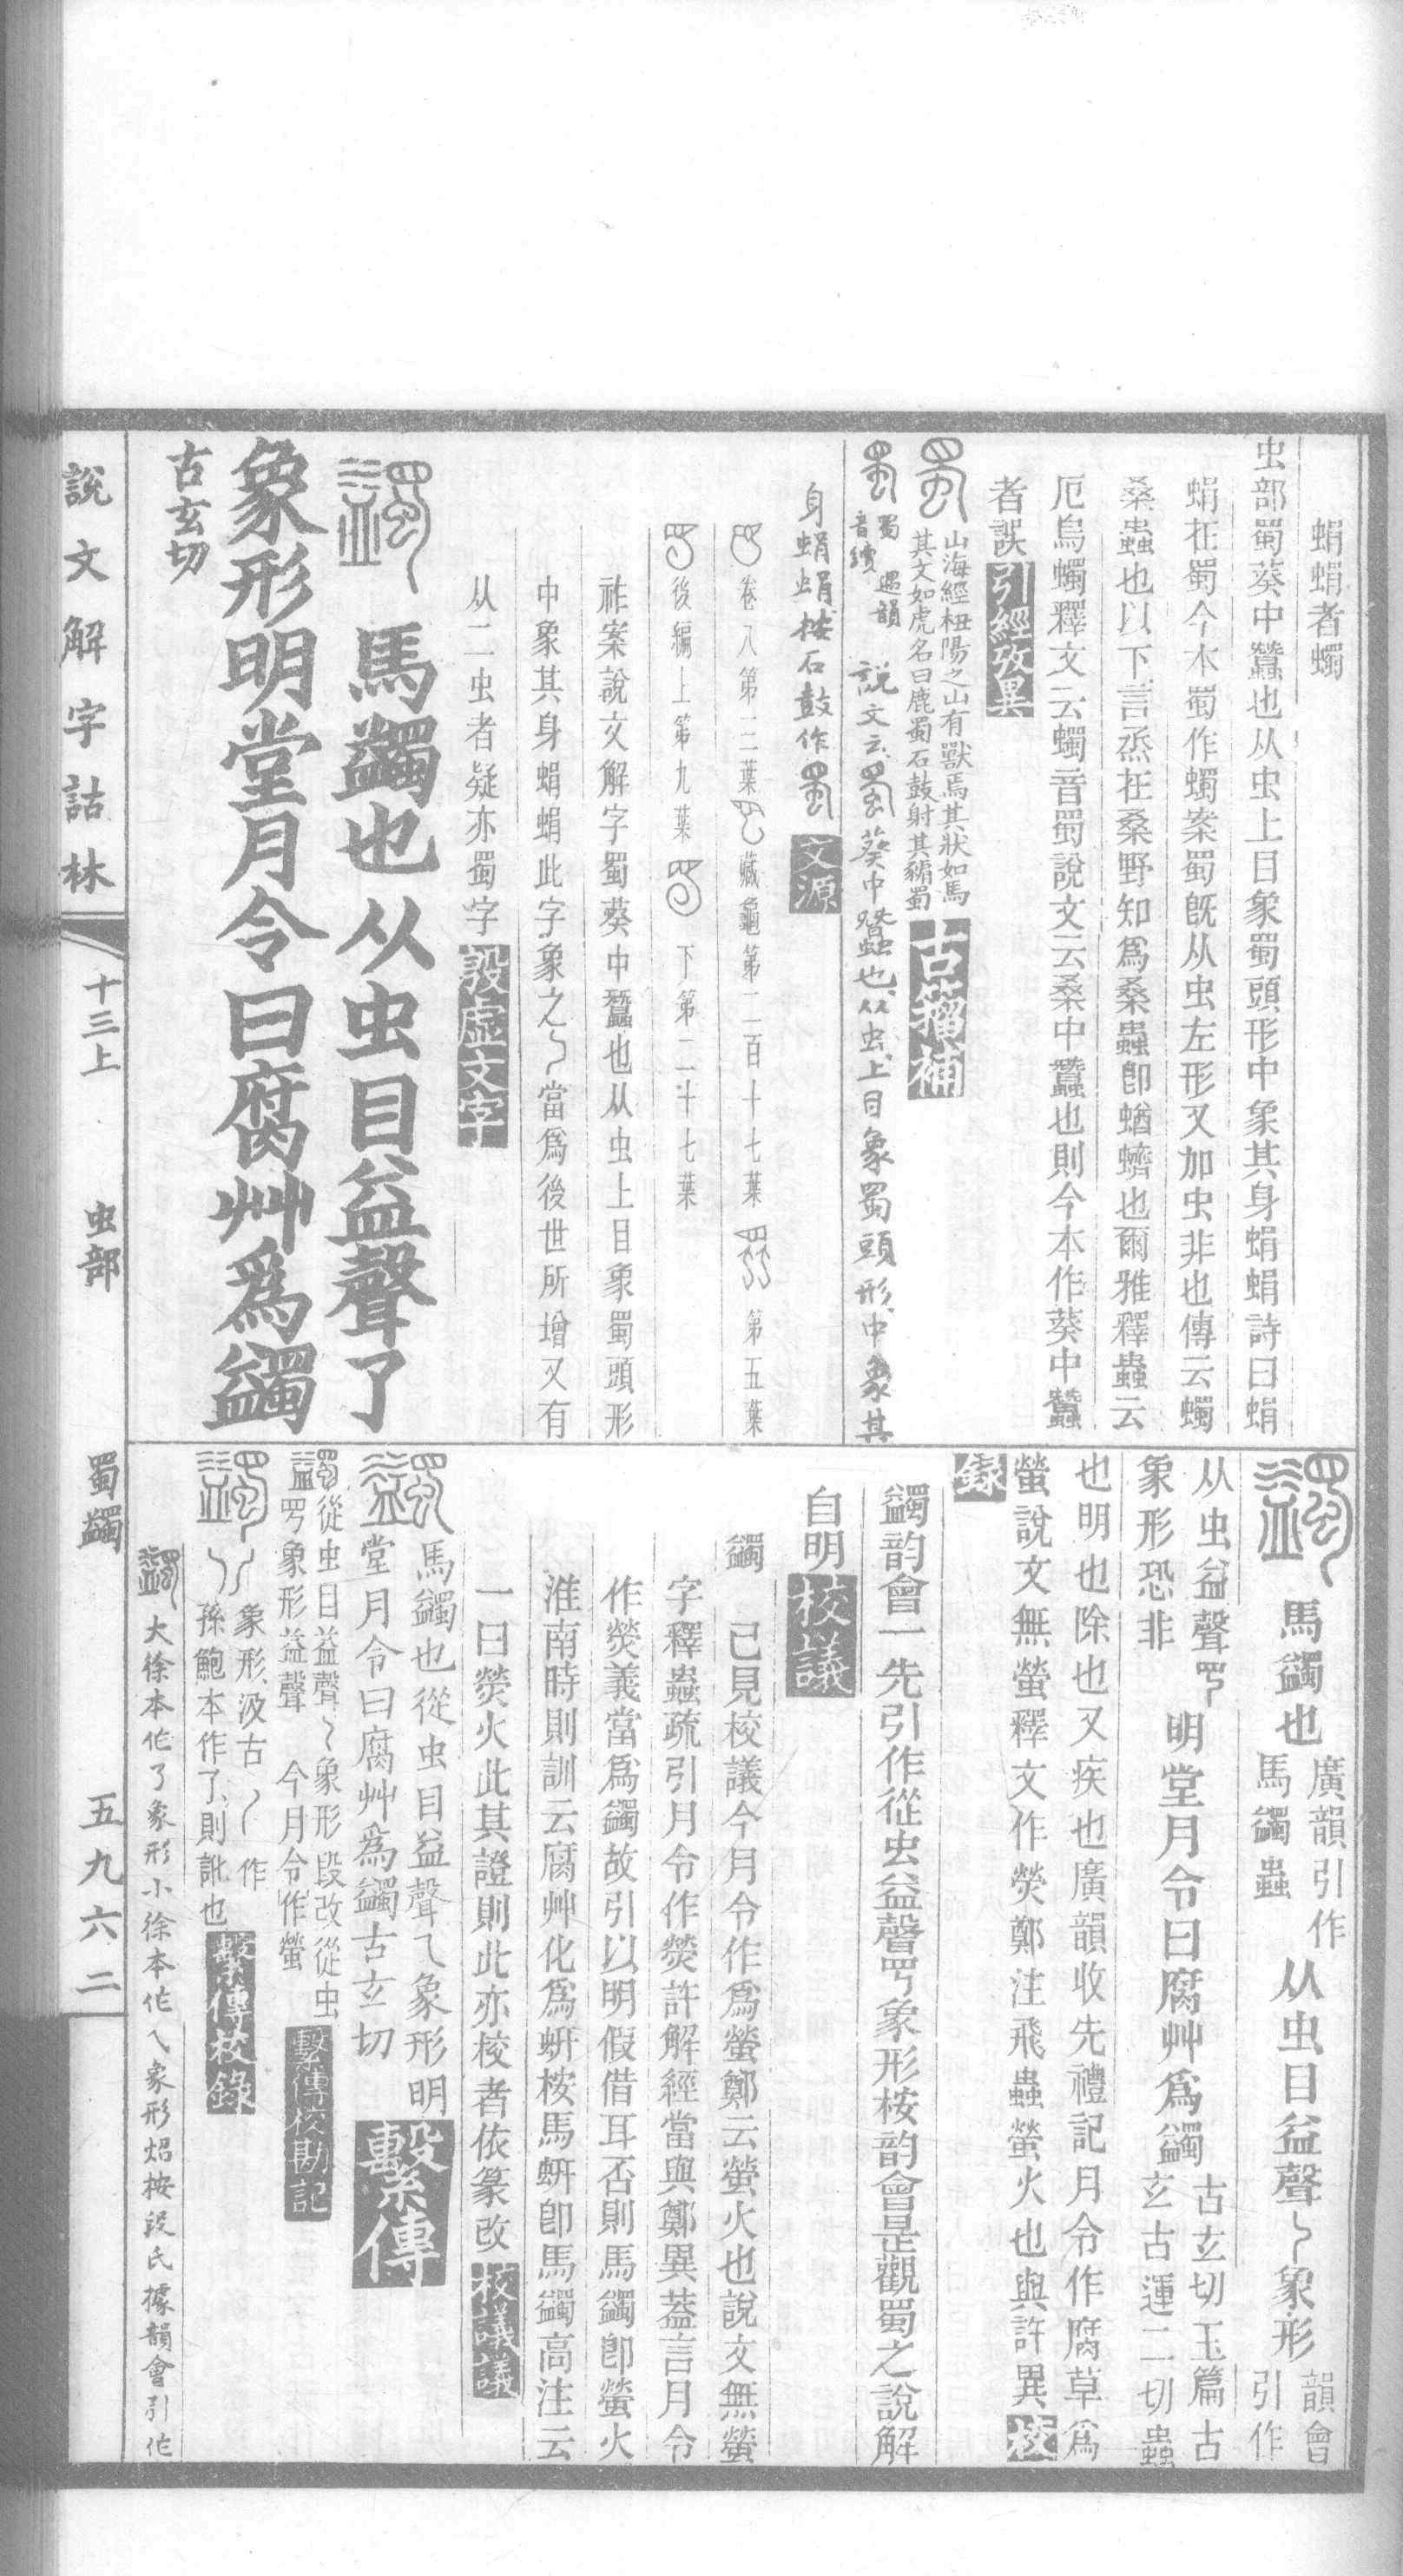 蜎蜎者蠋
虫部蜀葵中蠶也从虫上目象蜀頭形中象其身蜎蜎詩曰蜎
蜎在蜀今本蜀作蠋案蜀旣从虫左形又加虫非也傳云蠋
桑蟲也以下言烝在桑野知爲桑蟲卽蝤蠐也爾雅釋蟲云
厄烏蠋釋文云蠋音蜀說文云桑中蠶也則今本作葵中蠶
者誤引經攷異
山海經杻陽之山有獸焉其狀如馬
其文如虎名曰鹿蜀石鼓射其豬蜀
古籀補
蜀
音續
遇韻
說文云蜀葵中蠶也从虫上目象蜀頭形中象其
身蜎蜎按石鼓作蜀文源
卷八第一二葉 藏龜第二百十七葉 第五葉
後編上第九葉 下第二十七葉
祚案說文解字蜀葵中蠶也从虫上目象蜀頭形
中象其身蜎蜎此字象之乀當爲後世所增又有
从二虫者疑亦蜀字殷虛文字
馬蠲也从虫目益聲了
象形明堂月令曰腐艸爲蠲
古玄切
馬蠲也
廣韻引作
馬蠲蟲
从虫目益聲乀象形
韻會
引作
从虫益聲
象形恐非
明堂月令曰腐艸爲蠲
古玄切玉篇古
玄古運二切蟲
也明也除也又疾也廣韻收先禮記月令作腐草爲
螢說文無螢釋文作熒鄭注飛蟲螢火也與許異校
錄
蠲韵會一先引作從虫益聲象形桉韵會是觀蜀之說解
自明校議
蠲 已見校議今月令作爲螢鄭云螢火也說文無螢
字釋蟲疏引月令作熒許解經當與鄭異葢言月令
作熒義當爲蠲故引以明假借耳否則馬蠲卽螢火
淮南時則訓云腐艸化爲蚈桉馬蚈卽馬蠲高注云
一曰熒火此其證則此亦校者依篆改校議議
馬蠲也從虫目益聲乀象形明
堂月令曰腐艸爲蠲古玄切繫傳
蠲從虫目益聲乀象形段改從虫
象形益聲 今月令作螢
繫傳校勘記
象形汲古乀作
孫鮑本作了則訛也
繫傳校錄
蠲大徐本作了象形小徐本作乀象形炤按段氏據韻會引作
說文解字詁林
十三上
虫部
蜀蠲
五九六二